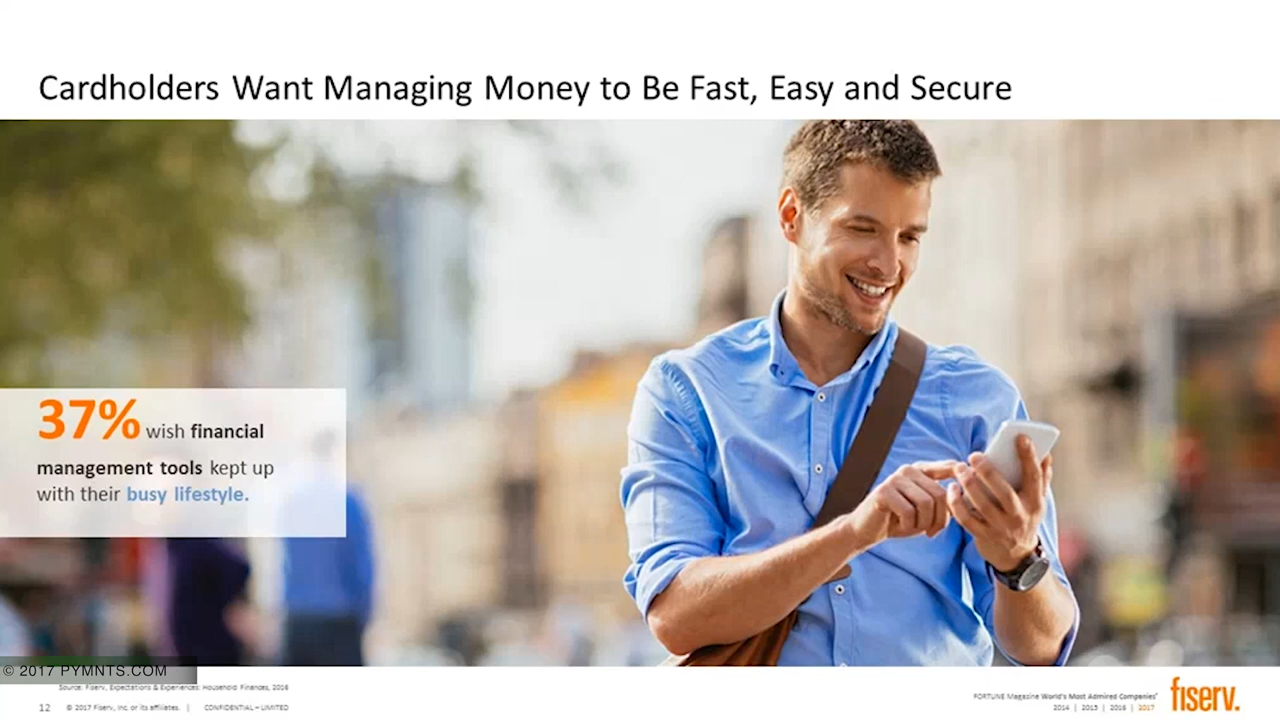 Cardholders Want Managing Money to Be Fast, Easy and Secure
37% wish financial
management tools kept up
with their busy lifestyle.
© 2017 PYMNTS.COM
Source: Fiserv, Expectations & Experiences: Household Finances, 2016
12 © 2017 Fiserv, Inc. or its affiliates. | CONFIDENTIAL – LIMITED
FORTUNE Magazine World's Most Admired Companies®
2014 | 2015 | 2016 | 2017
fiserv.